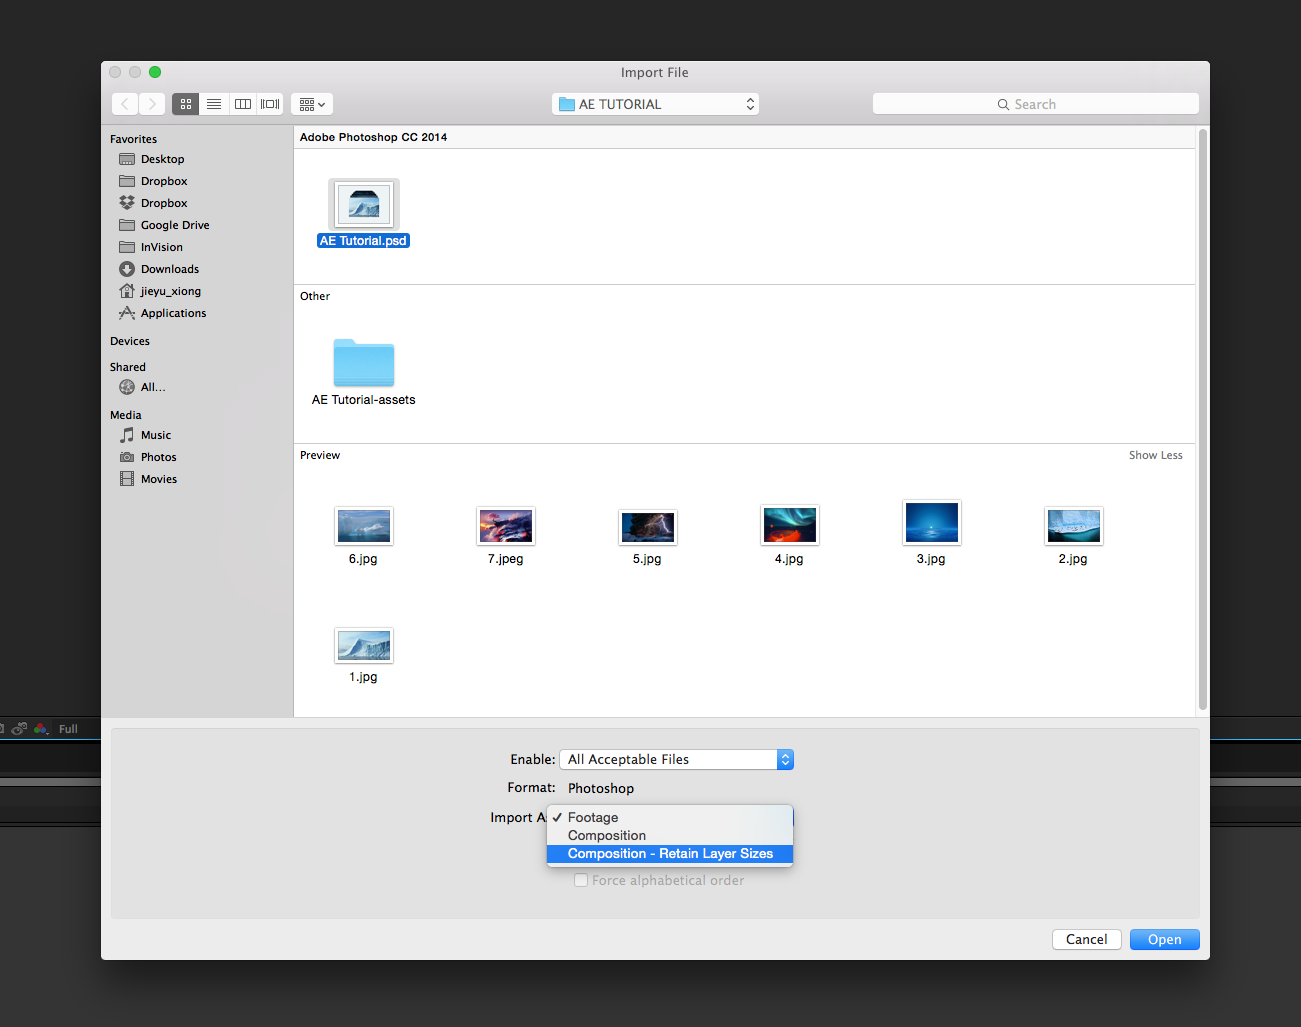 Import File
AE TUTORIAL
Search
Favorites
Desktop
Dropbox
Dropbox
Google Drive
InVision
Downloads
jieyu_xiong
Applications
Devices
Shared
All...
Media
Music
Photos
Movies
Adobe Photoshop CC 2014
AE Tutorial.psd
Other
AE Tutorial-assets
Preview
Show Less
6.jpg
7.jpeg
5.jpg
4.jpg
3.jpg
2.jpg
1.jpg
Full
Enable: All Acceptable Files
Format: Photoshop
Import A ✓ Footage
Composition
Composition - Retain Layer Sizes
Force alphabetical order
Cancel
Open